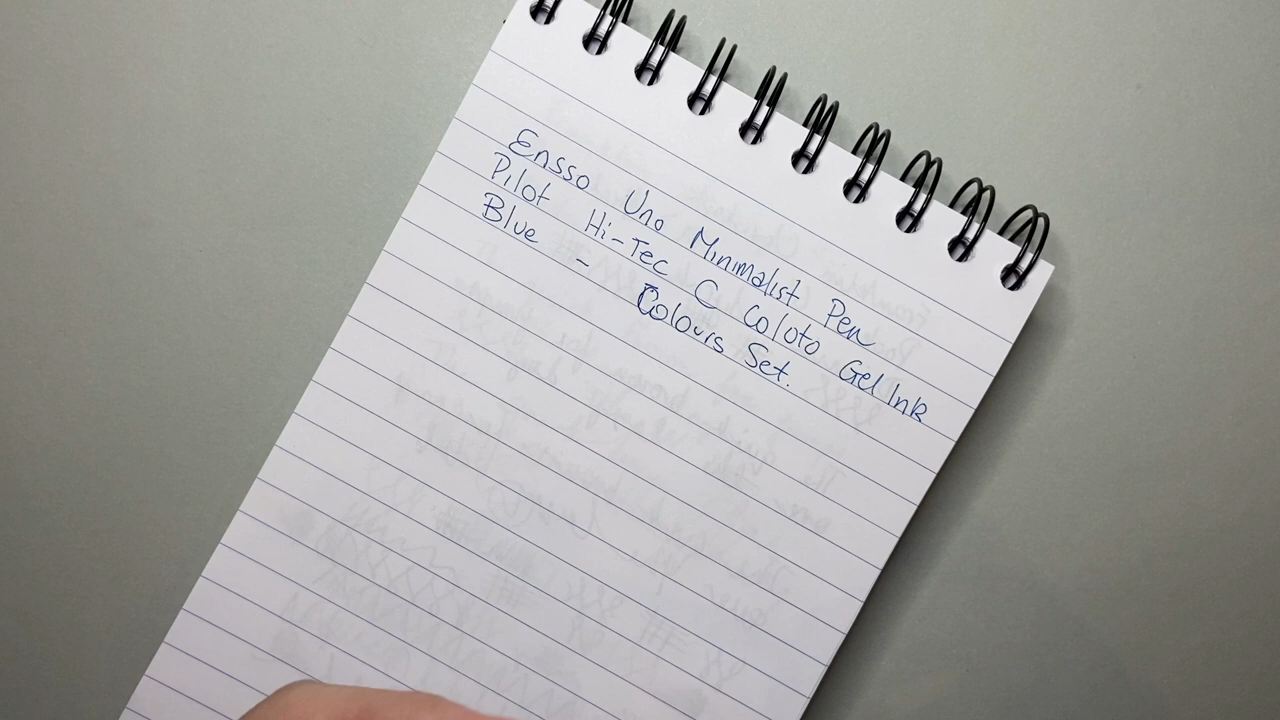 Ensso Uno Minimalist Pen
Pilot Hi-Tec C Coloto Gel Ink
Blue - Colours Set.